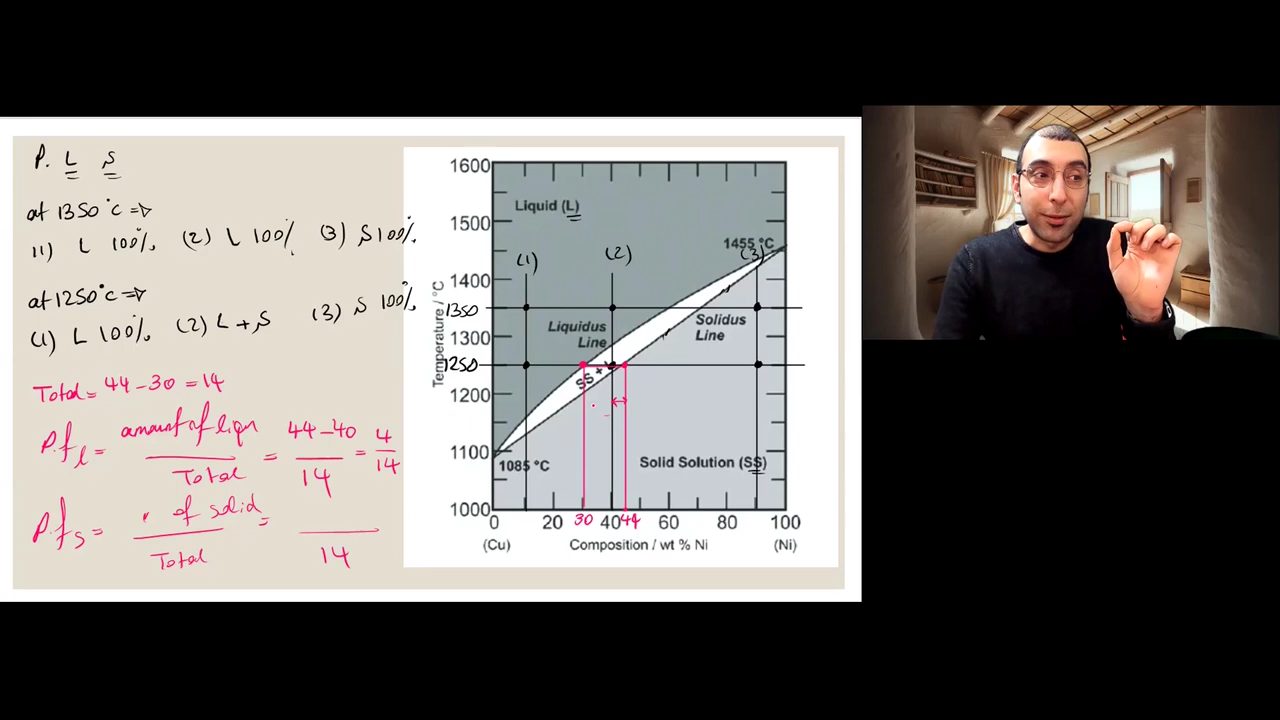 P. L S
at 1350°C ⇒
(1) L 100% (2) L 100% (3) S 100%
at 1250°C ⇒
(1) L 100% (2) L + S (3) S 100%
Total = 44 - 30 = 14
P.f_l = amount of liqu / Total = 44-40 / 14 = 4 / 14
P.f_s = of solid / Total = / 14
1600
1500
1400
1350
1300
1250
1200
1100
1000
Temperature / °C
Liquid (L)
1455 °C
(1) (2) (3)
Liquidus
Line
Solidus
Line
SS +
1085 °C
Solid Solution (SS)
0 20 30 40 44 60 80 100
(Cu) Composition / wt % Ni (Ni)